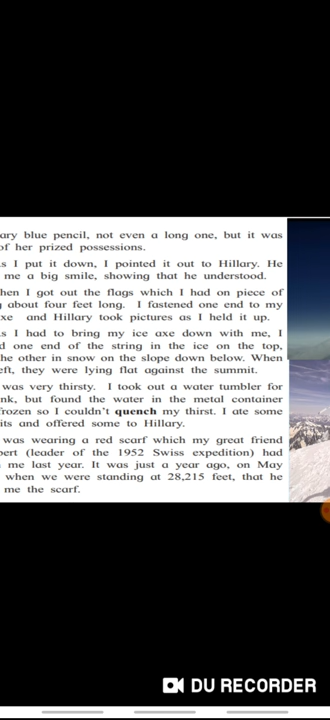 ary blue pencil, not even a long one, but it was
of her prized possessions.
s I put it down, I pointed it out to Hillary. He
me a big smile, showing that he understood.
hen I got out the flags which I had on piece of
g about four feet long. I fastened one end to my
xe and Hillary took pictures as I held it up.
s I had to bring my ice axe down with me, I
d one end of the string in the ice on the top,
he other in snow on the slope down below. When
eft, they were lying flat against the summit.
was very thirsty. I took out a water tumbler for
nk, but found the water in the metal container
frozen so I couldn't quench my thirst. I ate some
its and offered some to Hillary.
was wearing a red scarf which my great friend
bert (leader of the 1952 Swiss expedition) had
me last year. It was just a year ago, on May
when we were standing at 28,215 feet, that he
me the scarf.
DU RECORDER